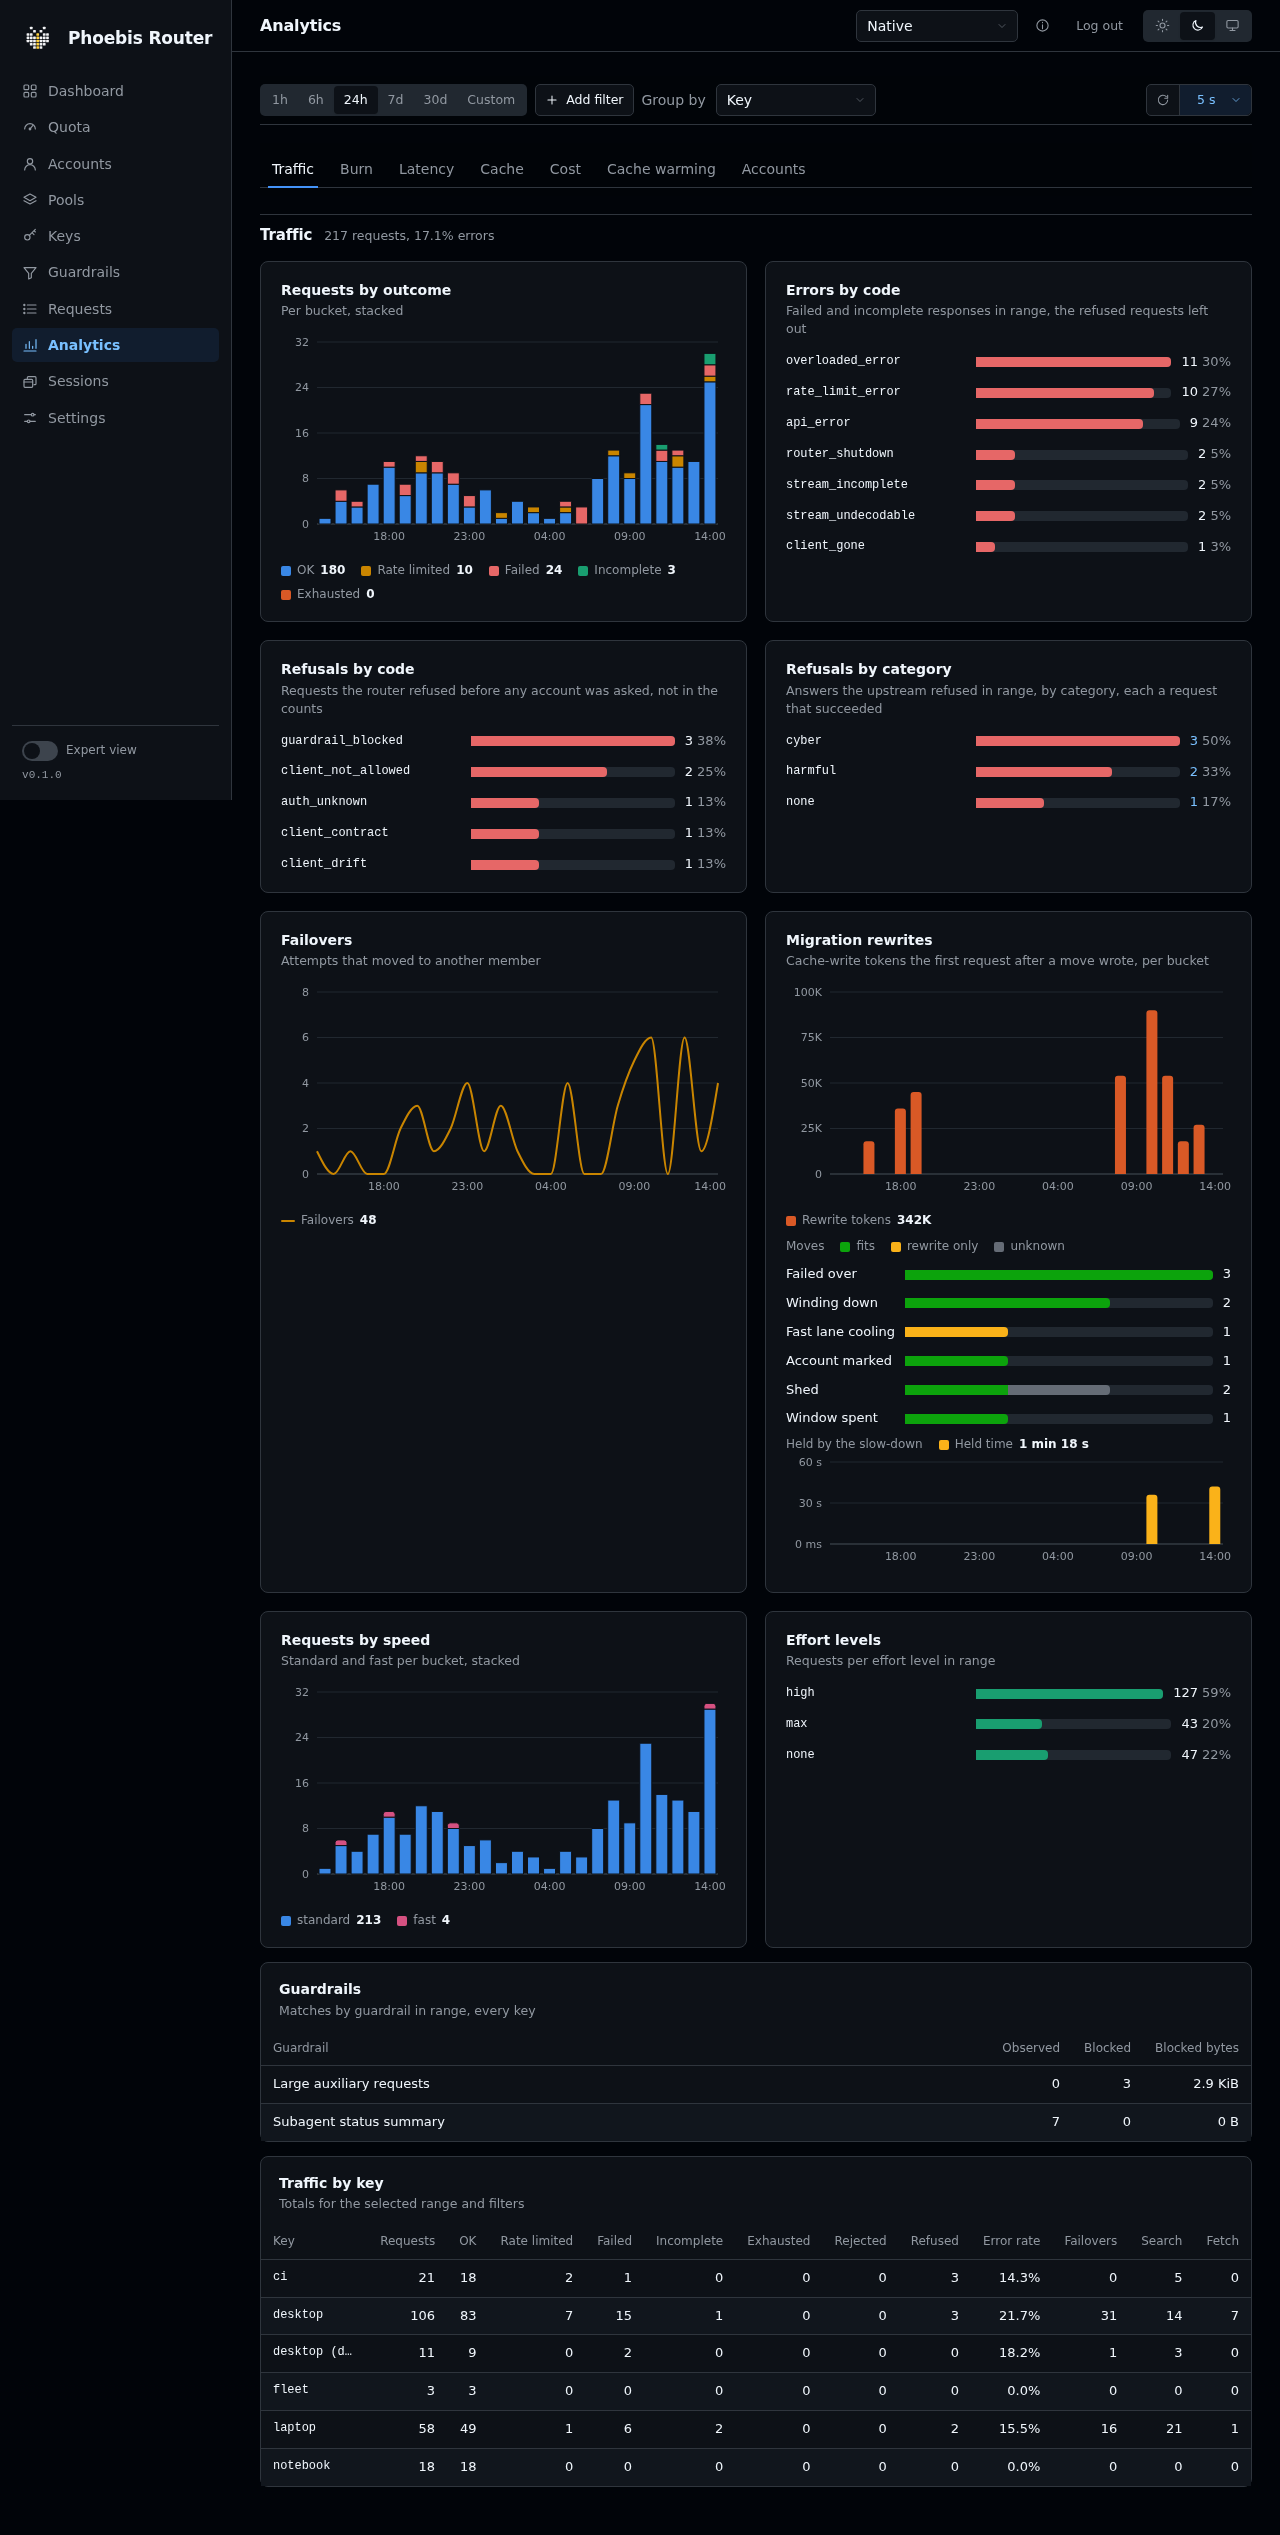 Phoebis Router
Dashboard
Quota
Accounts
Pools
Keys
Guardrails
Requests
Analytics
Sessions
Settings
Expert view
v0.1.0
Analytics
Native
Log out
1h 6h 24h 7d 30d Custom
Add filter
Group by
Key
5 s
Traffic Burn Latency Cache Cost Cache warming Accounts
Traffic 217 requests, 17.1% errors
Requests by outcome
Per bucket, stacked
32
24
16
8
0
18:00 23:00 04:00 09:00 14:00
OK 180 Rate limited 10 Failed 24 Incomplete 3
Exhausted 0
Errors by code
Failed and incomplete responses in range, the refused requests left
out
overloaded_error 11 30%
rate_limit_error 10 27%
api_error 9 24%
router_shutdown 2 5%
stream_incomplete 2 5%
stream_undecodable 2 5%
client_gone 1 3%
Refusals by code
Requests the router refused before any account was asked, not in the
counts
guardrail_blocked 3 38%
client_not_allowed 2 25%
auth_unknown 1 13%
client_contract 1 13%
client_drift 1 13%
Refusals by category
Answers the upstream refused in range, by category, each a request
that succeeded
cyber 3 50%
harmful 2 33%
none 1 17%
Failovers
Attempts that moved to another member
8
6
4
2
0
18:00 23:00 04:00 09:00 14:00
Failovers 48
Migration rewrites
Cache-write tokens the first request after a move wrote, per bucket
100K
75K
50K
25K
0
18:00 23:00 04:00 09:00 14:00
Rewrite tokens 342K
Moves fits rewrite only unknown
Failed over 3
Winding down 2
Fast lane cooling 1
Account marked 1
Shed 2
Window spent 1
Held by the slow-down Held time 1 min 18 s
60 s
30 s
0 ms
18:00 23:00 04:00 09:00 14:00
Requests by speed
Standard and fast per bucket, stacked
32
24
16
8
0
18:00 23:00 04:00 09:00 14:00
standard 213 fast 4
Effort levels
Requests per effort level in range
high 127 59%
max 43 20%
none 47 22%
Guardrails
Matches by guardrail in range, every key
Guardrail Observed Blocked Blocked bytes
Large auxiliary requests 0 3 2.9 KiB
Subagent status summary 7 0 0 B
Traffic by key
Totals for the selected range and filters
Key Requests OK Rate limited Failed Incomplete Exhausted Rejected Refused Error rate Failovers Search Fetch
ci 21 18 2 1 0 0 0 3 14.3% 0 5 0
desktop 106 83 7 15 1 0 0 3 21.7% 31 14 7
desktop (d… 11 9 0 2 0 0 0 0 18.2% 1 3 0
fleet 3 3 0 0 0 0 0 0 0.0% 0 0 0
laptop 58 49 1 6 2 0 0 2 15.5% 16 21 1
notebook 18 18 0 0 0 0 0 0 0.0% 0 0 0